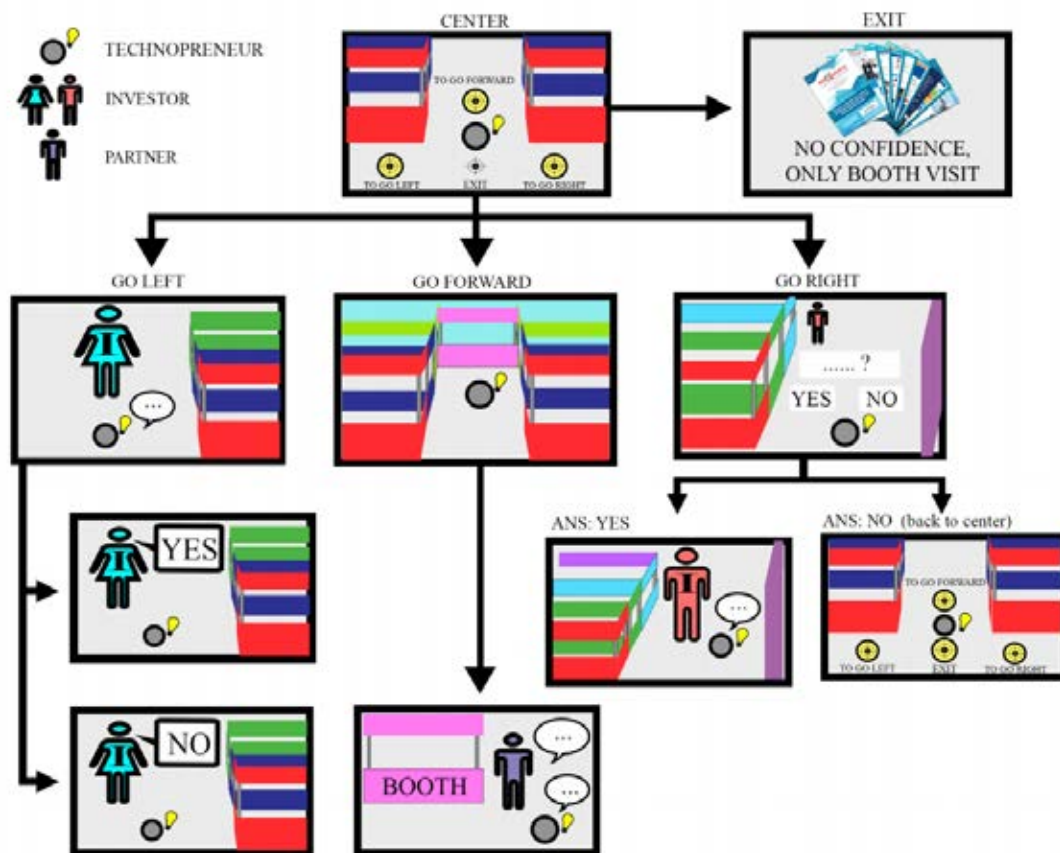 TECHNOPRENEUR
INVESTOR
PARTNER
CENTER
TO GO FORWARD
TO GO LEFT
EXIT
TO GO RIGHT
EXIT
NO CONFIDENCE,
ONLY BOOTH VISIT
GO LEFT
...
GO FORWARD
GO RIGHT
...... ?
YES NO
YES
NO
BOOTH
...
...
ANS: YES
...
ANS: NO (back to center)
TO GO FORWARD
TO GO LEFT
EXIT
TO GO RIGHT